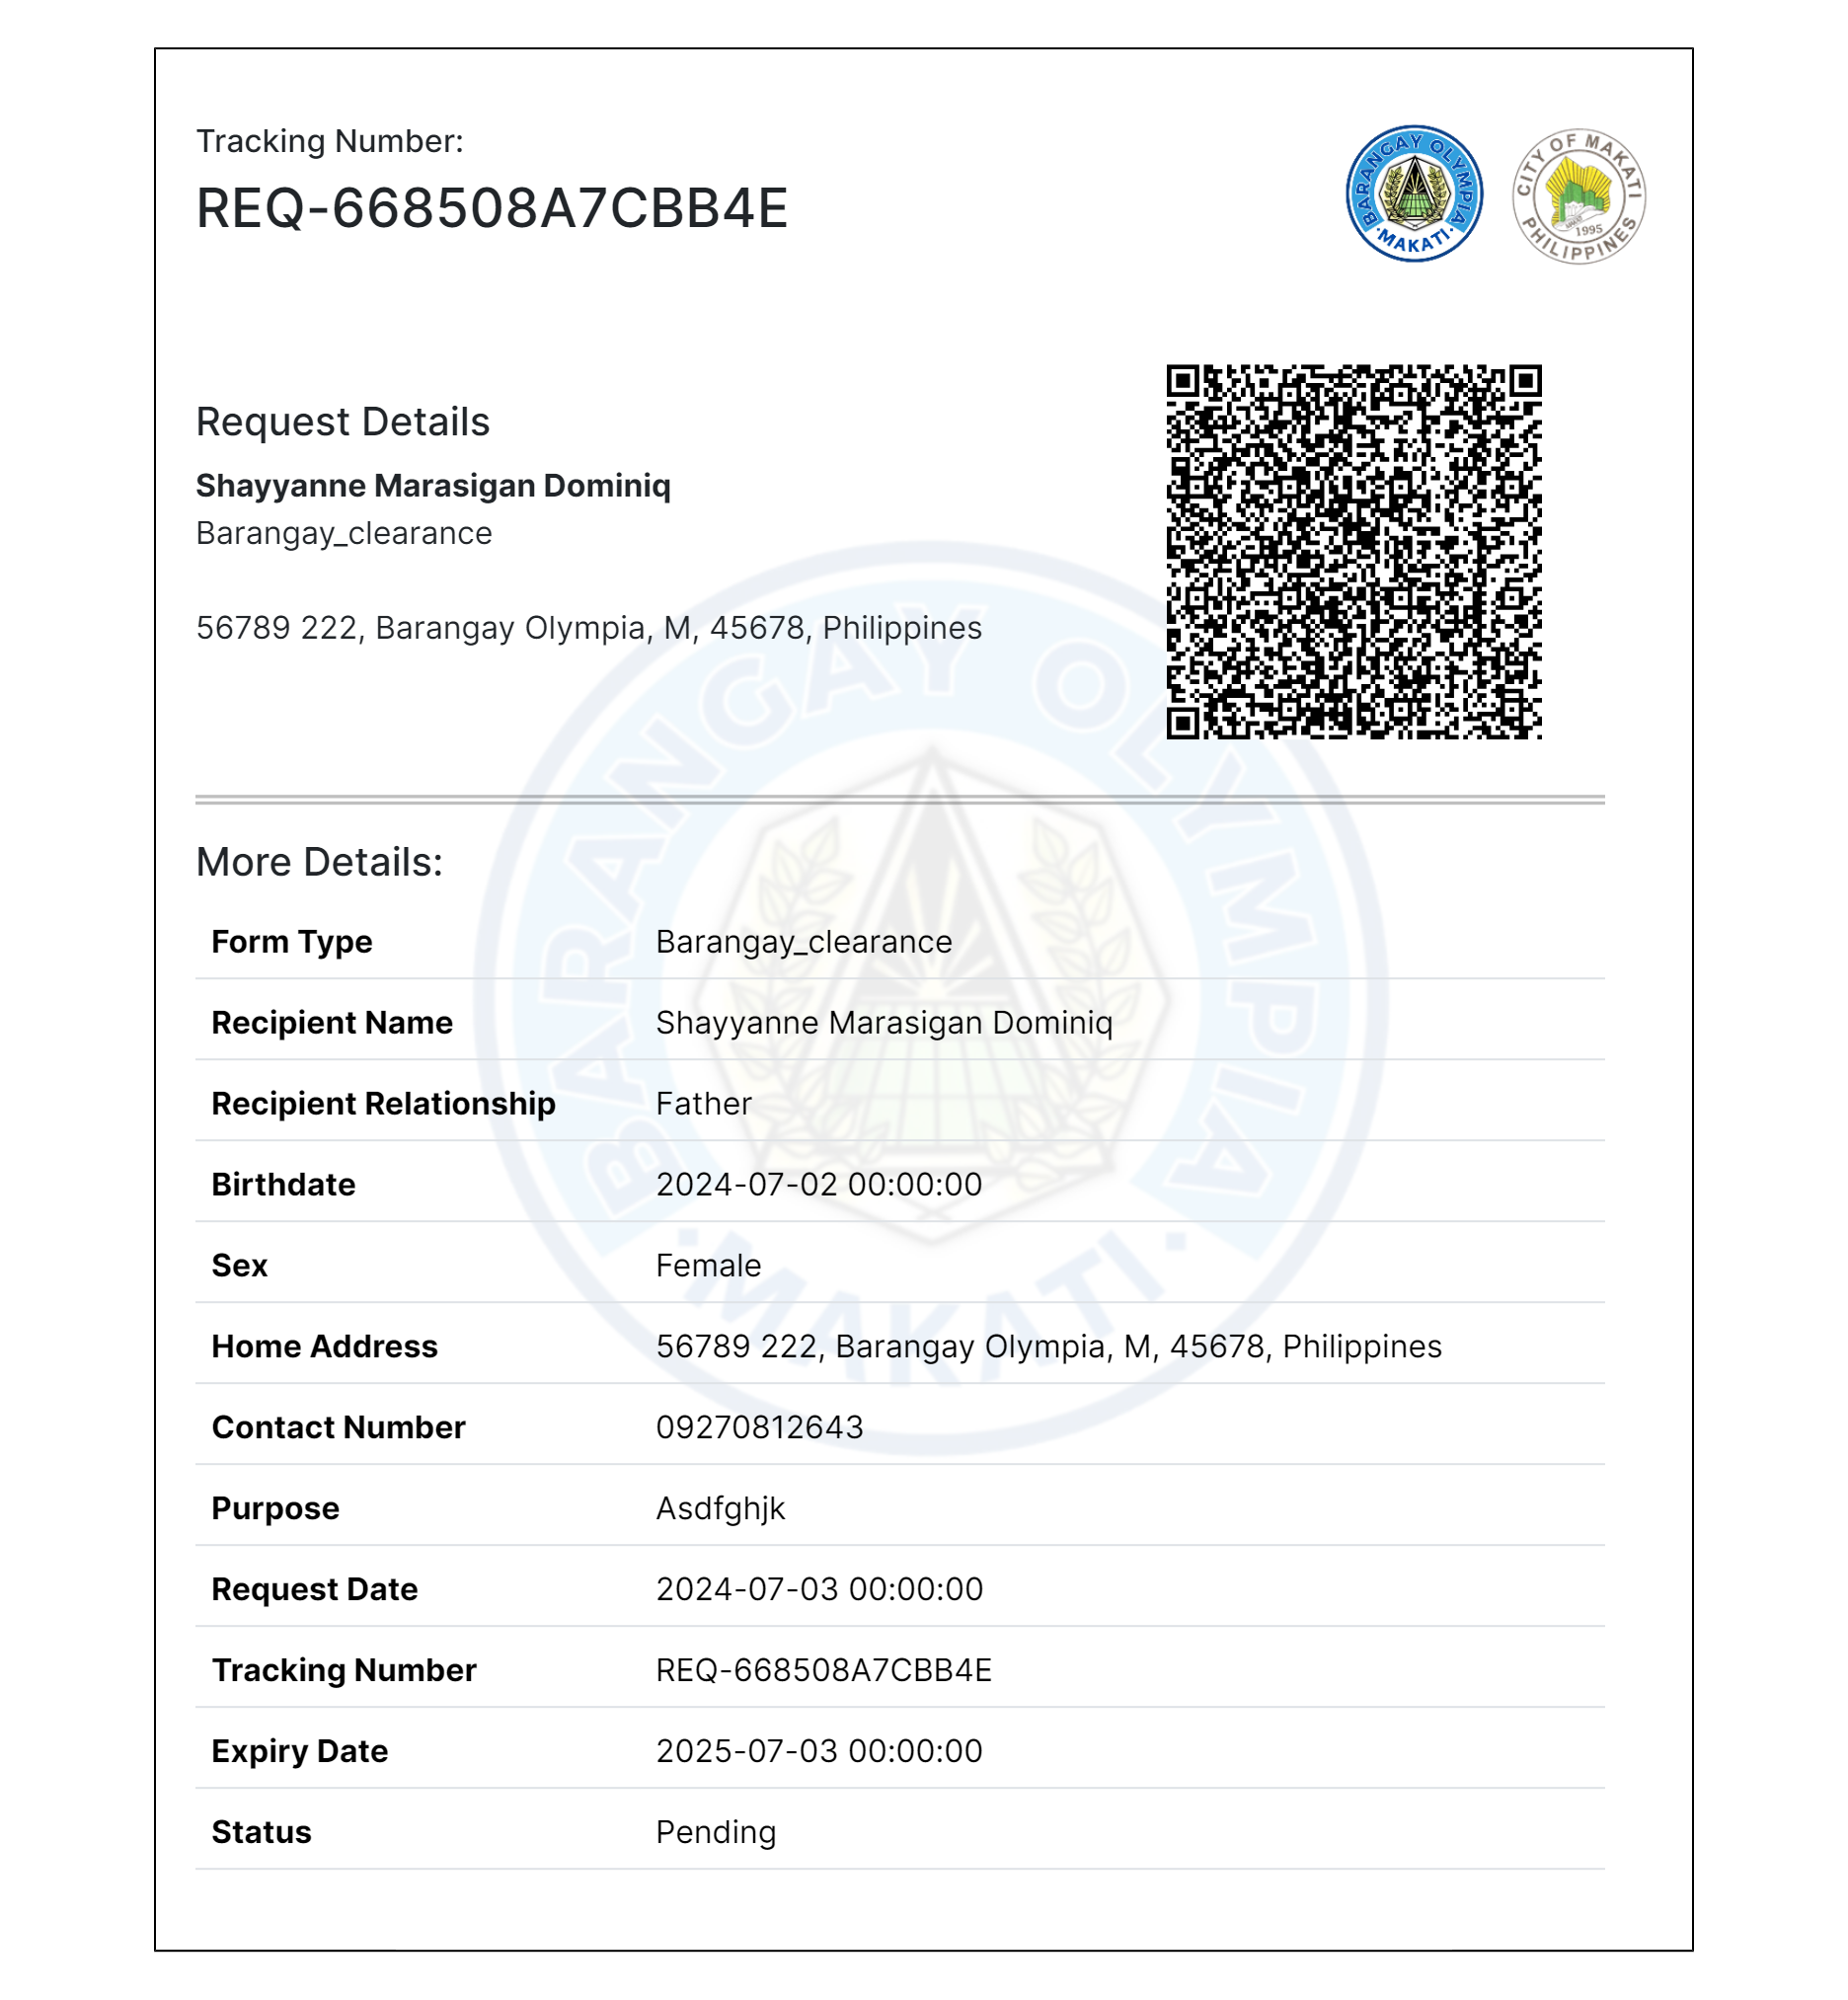 Tracking Number:
REQ-668508A7CBB4E
BARANGAY OLYMPIA
·MAKATI·
CITY OF MAKATI
1995
PHILIPPINES
Request Details
Shayyanne Marasigan Dominiq
Barangay_clearance
56789 222, Barangay Olympia, M, 45678, Philippines
More Details:
Form Type Barangay_clearance
Recipient Name Shayyanne Marasigan Dominiq
Recipient Relationship Father
Birthdate 2024-07-02 00:00:00
Sex Female
Home Address 56789 222, Barangay Olympia, M, 45678, Philippines
Contact Number 09270812643
Purpose Asdfghjk
Request Date 2024-07-03 00:00:00
Tracking Number REQ-668508A7CBB4E
Expiry Date 2025-07-03 00:00:00
Status Pending
BARANGAY OLYMPIA
·MAKATI·